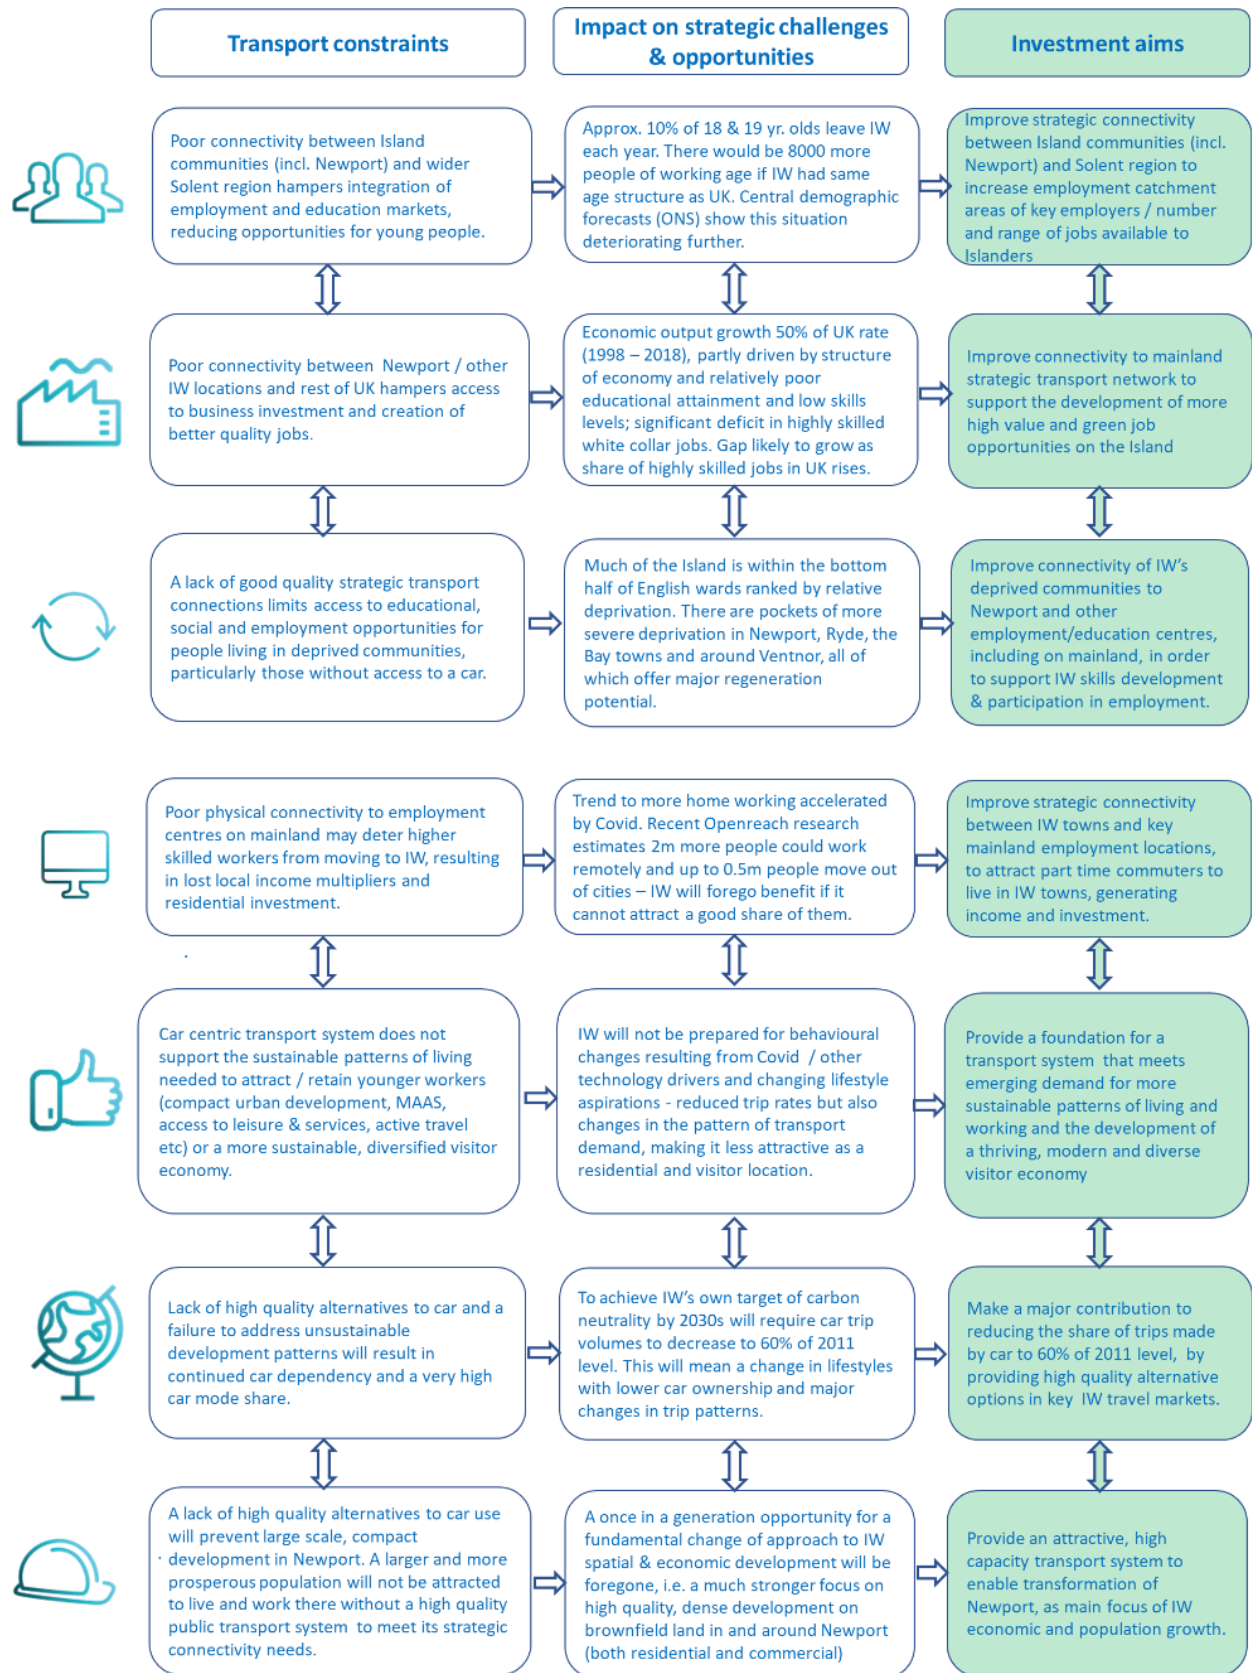 Transport constraints
Impact on strategic challenges
& opportunities
Investment aims
Poor connectivity between Island
communities (incl. Newport) and wider
Solent region hampers integration of
employment and education markets,
reducing opportunities for young people.
Approx. 10% of 18 & 19 yr. olds leave IW
each year. There would be 8000 more
people of working age if IW had same
age structure as UK. Central demographic
forecasts (ONS) show this situation
deteriorating further.
Improve strategic connectivity
between Island communities (incl.
Newport) and Solent region to
increase employment catchment
areas of key employers / number
and range of jobs available to
Islanders
Poor connectivity between Newport / other
IW locations and rest of UK hampers access
to business investment and creation of
better quality jobs.
Economic output growth 50% of UK rate
(1998 – 2018), partly driven by structure
of economy and relatively poor
educational attainment and low skills
levels; significant deficit in highly skilled
white collar jobs. Gap likely to grow as
share of highly skilled jobs in UK rises.
Improve connectivity to mainland
strategic transport network to
support the development of more
high value and green job
opportunities on the Island
A lack of good quality strategic transport
connections limits access to educational,
social and employment opportunities for
people living in deprived communities,
particularly those without access to a car.
Much of the Island is within the bottom
half of English wards ranked by relative
deprivation. There are pockets of more
severe deprivation in Newport, Ryde, the
Bay towns and around Ventnor, all of
which offer major regeneration
potential.
Improve connectivity of IW’s
deprived communities to
Newport and other
employment/education centres,
including on mainland, in order
to support IW skills development
& participation in employment.
Poor physical connectivity to employment
centres on mainland may deter higher
skilled workers from moving to IW, resulting
in lost local income multipliers and
residential investment.
Trend to more home working accelerated
by Covid. Recent Openreach research
estimates 2m more people could work
remotely and up to 0.5m people move out
of cities – IW will forego benefit if it
cannot attract a good share of them.
Improve strategic connectivity
between IW towns and key
mainland employment locations,
to attract part time commuters to
live in IW towns, generating
income and investment.
Car centric transport system does not
support the sustainable patterns of living
needed to attract / retain younger workers
(compact urban development, MAAS,
access to leisure & services, active travel
etc) or a more sustainable, diversified visitor
economy.
IW will not be prepared for behavioural
changes resulting from Covid / other
technology drivers and changing lifestyle
aspirations - reduced trip rates but also
changes in the pattern of transport
demand, making it less attractive as a
residential and visitor location.
Provide a foundation for a
transport system that meets
emerging demand for more
sustainable patterns of living and
working and the development of
a thriving, modern and diverse
visitor economy
Lack of high quality alternatives to car and a
failure to address unsustainable
development patterns will result in
continued car dependency and a very high
car mode share.
To achieve IW’s own target of carbon
neutrality by 2030s will require car trip
volumes to decrease to 60% of 2011
level. This will mean a change in lifestyles
with lower car ownership and major
changes in trip patterns.
Make a major contribution to
reducing the share of trips made
by car to 60% of 2011 level, by
providing high quality alternative
options in key IW travel markets.
A lack of high quality alternatives to car use
will prevent large scale, compact
development in Newport. A larger and more
prosperous population will not be attracted
to live and work there without a high quality
public transport system to meet its strategic
connectivity needs.
A once in a generation opportunity for a
fundamental change of approach to IW
spatial & economic development will be
foregone, i.e. a much stronger focus on
high quality, dense development on
brownfield land in and around Newport
(both residential and commercial)
Provide an attractive, high
capacity transport system to
enable transformation of
Newport, as main focus of IW
economic and population growth.